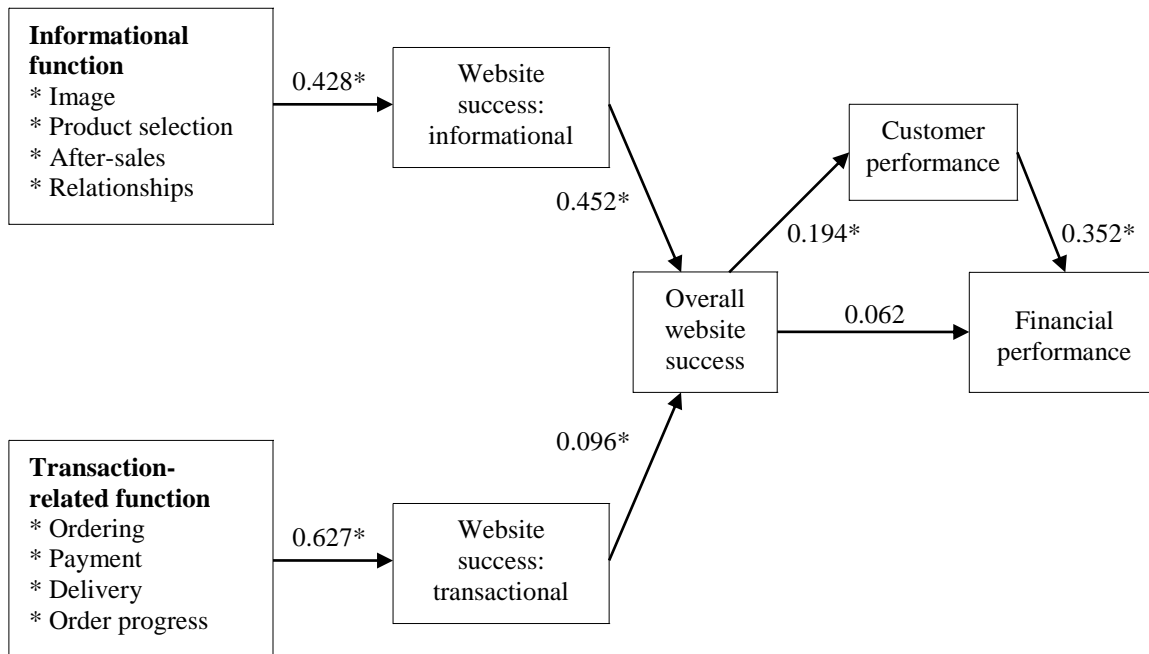 Informational
function
* Image
* Product selection
* After-sales
* Relationships
0.428*
Website
success:
informational
0.452*
Customer
performance
0.194*
0.352*
Overall
website
success
0.062
Financial
performance
0.096*
Transaction-
related function
* Ordering
* Payment
* Delivery
* Order progress
0.627*
Website
success:
transactional